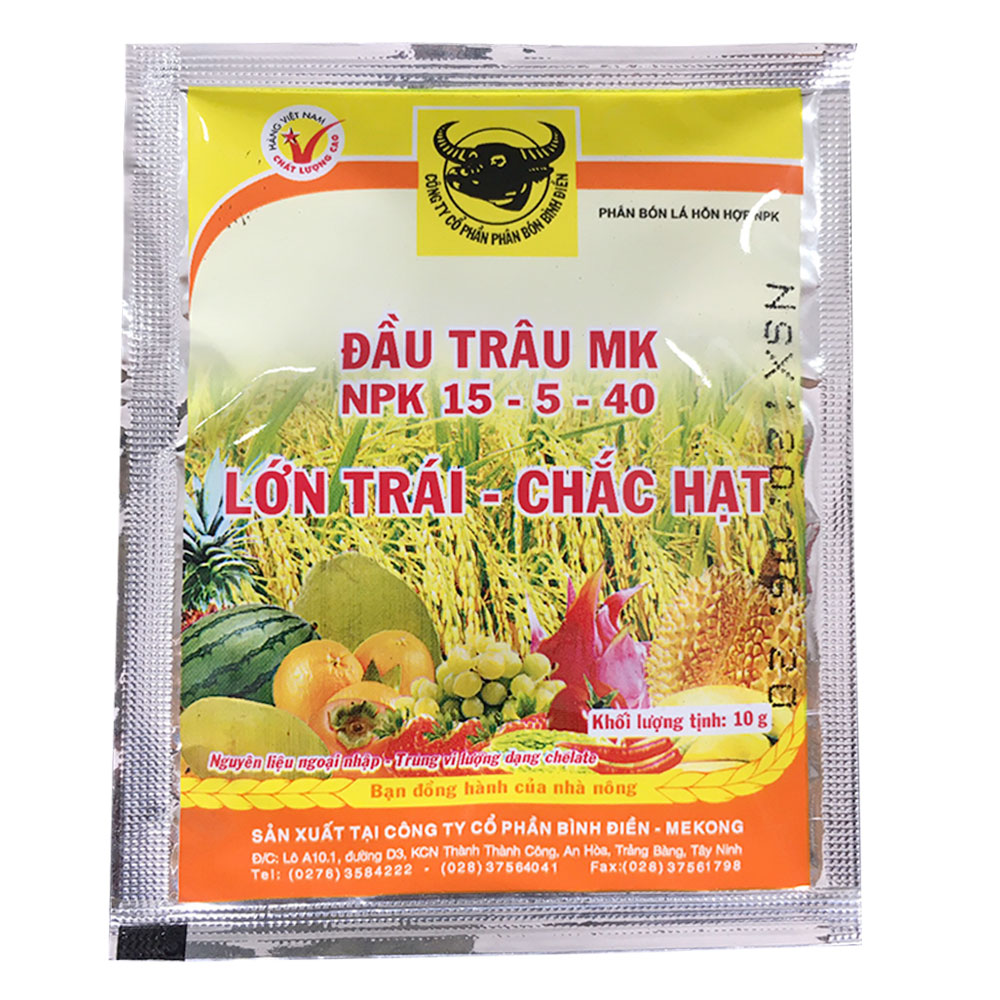 HÀNG VIỆT NAM
CHẤT LƯỢNG CAO
CÔNG TY CỔ PHẦN PHÂN BÓN BÌNH ĐIỀN
PHÂN BÓN LÁ HỖN HỢP NPK
ĐẦU TRÂU MK
NPK 15 - 5 - 40
LỚN TRÁI - CHẮC HẠT
Khối lượng tịnh: 10 g
Nguyên liệu ngoại nhập - Trung vi lượng dạng chelate
Bạn đồng hành của nhà nông
SẢN XUẤT TẠI CÔNG TY CỔ PHẦN BÌNH ĐIỀN - MEKONG
Đ/C: Lô A10.1, đường D3, KCN Thành Thành Công, An Hòa, Trảng Bàng, Tây Ninh
Tel: (0276) 3584222 - (028) 37564041 Fax:(028) 37561798
NSX: